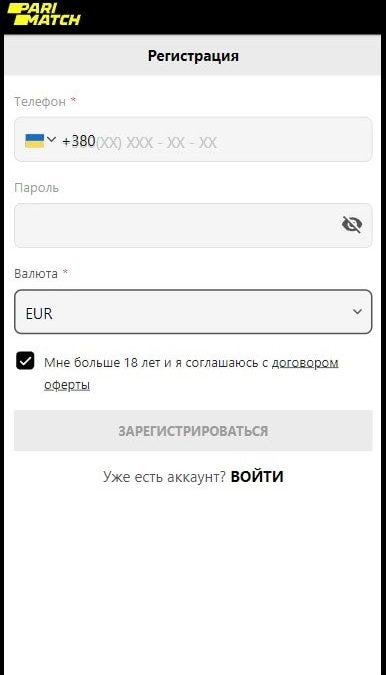 PARI
MATCH
Регистрация
Телефон *
+380(XX) XXX - XX - XX
Пароль
Валюта *
EUR
Мне больше 18 лет и я соглашаюсь с договором
оферты
ЗАРЕГИСТРИРОВАТЬСЯ
Уже есть аккаунт? ВОЙТИ